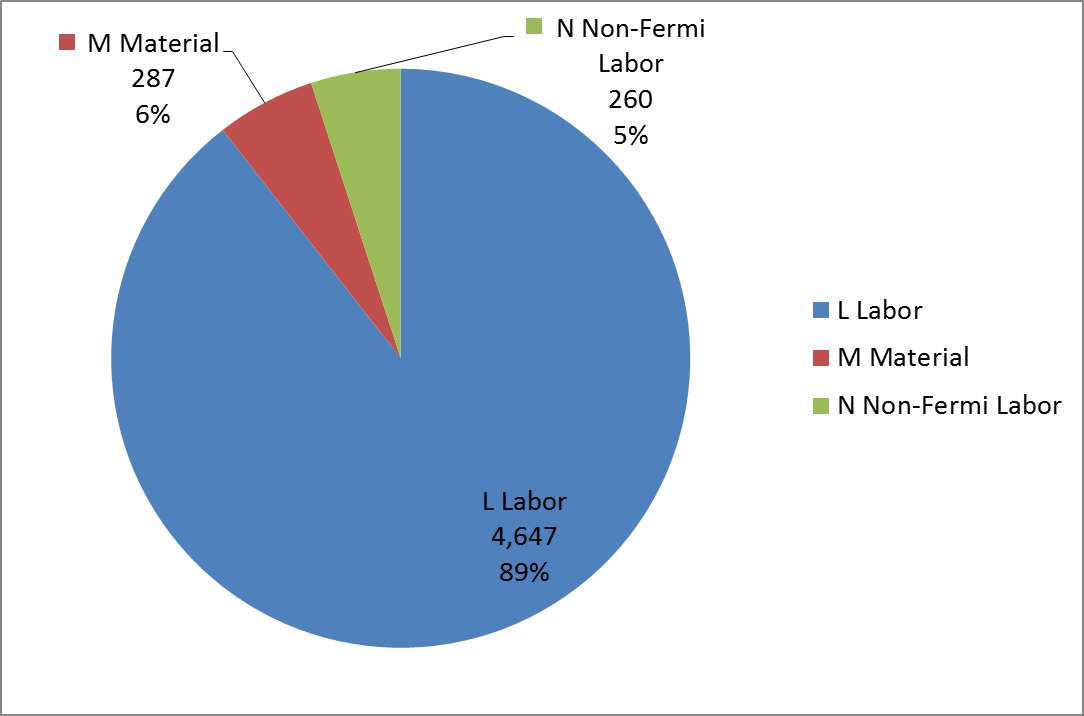 M Material
287
6%
N Non-Fermi
Labor
260
5%
L Labor
4,647
89%
L Labor
M Material
N Non-Fermi Labor